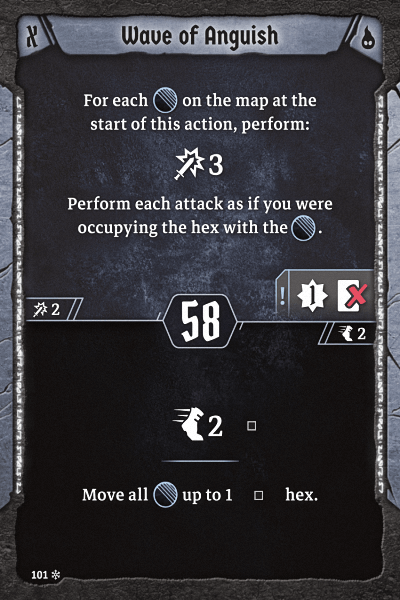 Wave of Anguish
For each on the map at the
start of this action, perform:
3
Perform each attack as if you were
occupying the hex with the .
! 1
2
58
2
2
Move all up to 1 hex.
101